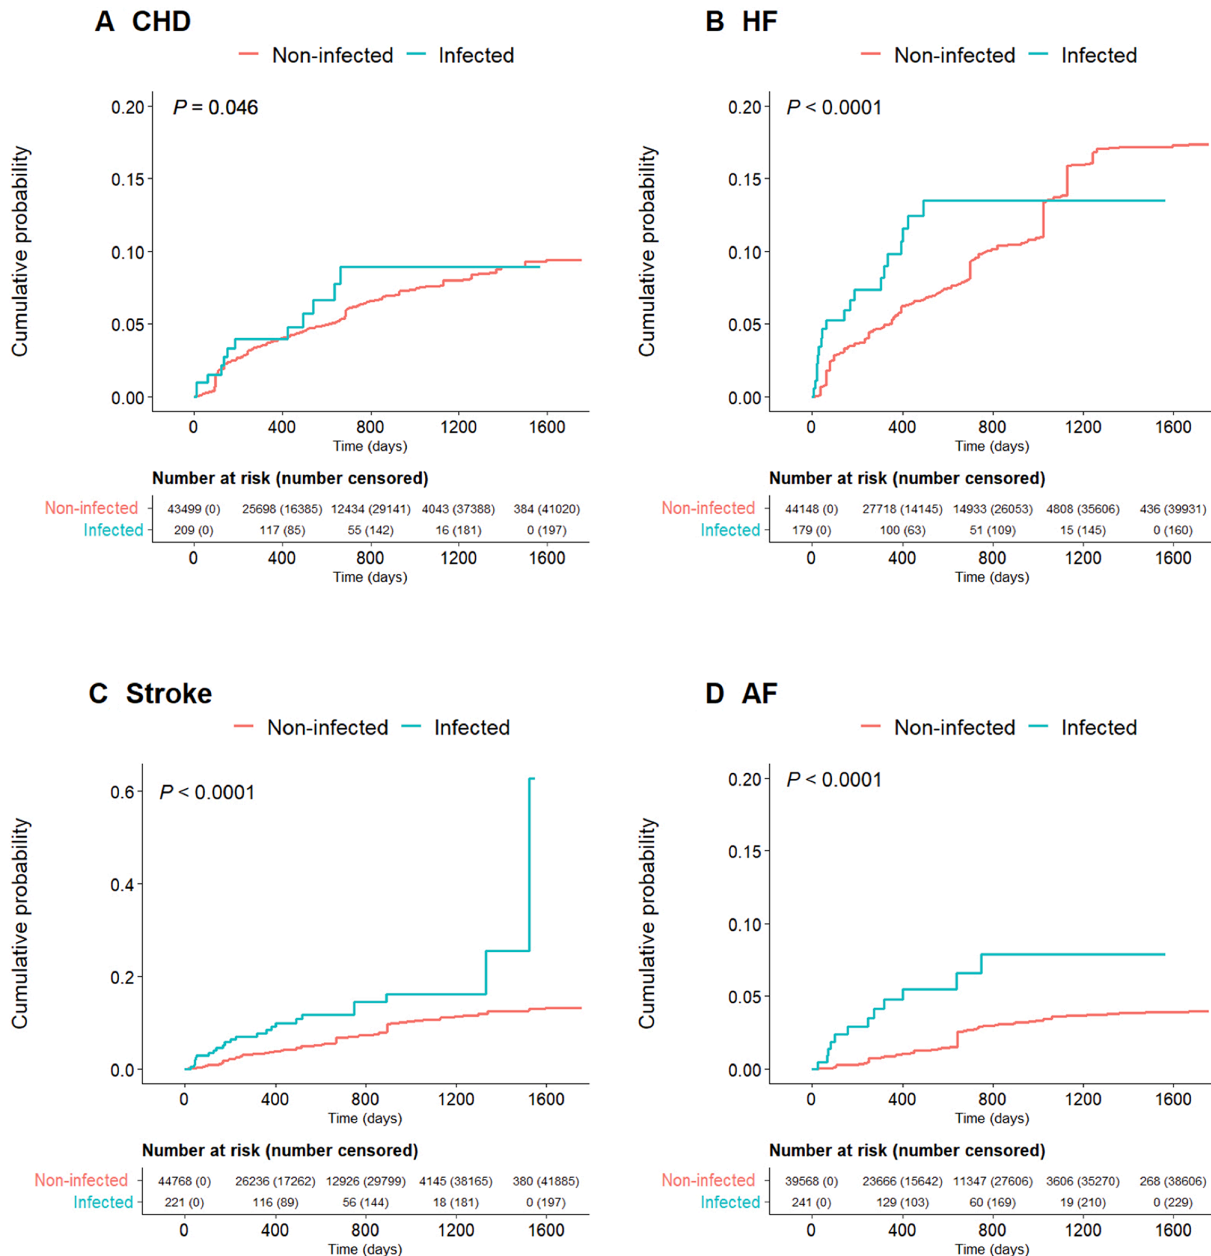 A CHD
Non-infected Infected
P = 0.046
Cumulative probability
0.20
0.15
0.10
0.05
0.00
0 400 800 1200 1600
Time (days)
Number at risk (number censored)
Non-infected 43499 (0) 25698 (16385) 12434 (29141) 4043 (37388) 384 (41020)
Infected 209 (0) 117 (85) 55 (142) 16 (181) 0 (197)
0 400 800 1200 1600
Time (days)
B HF
Non-infected Infected
P < 0.0001
Cumulative probability
0.20
0.15
0.10
0.05
0.00
0 400 800 1200 1600
Time (days)
Number at risk (number censored)
Non-infected 44148 (0) 27718 (14145) 14933 (26053) 4808 (35606) 436 (39931)
Infected 179 (0) 100 (63) 51 (109) 15 (145) 0 (160)
0 400 800 1200 1600
Time (days)
C Stroke
Non-infected Infected
P < 0.0001
Cumulative probability
0.6
0.4
0.2
0.0
0 400 800 1200 1600
Time (days)
Number at risk (number censored)
Non-infected 44768 (0) 26236 (17262) 12926 (29799) 4145 (38165) 380 (41885)
Infected 221 (0) 116 (89) 56 (144) 18 (181) 0 (197)
0 400 800 1200 1600
Time (days)
D AF
Non-infected Infected
P < 0.0001
Cumulative probability
0.20
0.15
0.10
0.05
0.00
0 400 800 1200 1600
Time (days)
Number at risk (number censored)
Non-infected 39568 (0) 23666 (15642) 11347 (27606) 3606 (35270) 268 (38606)
Infected 241 (0) 129 (103) 60 (169) 19 (210) 0 (229)
0 400 800 1200 1600
Time (days)